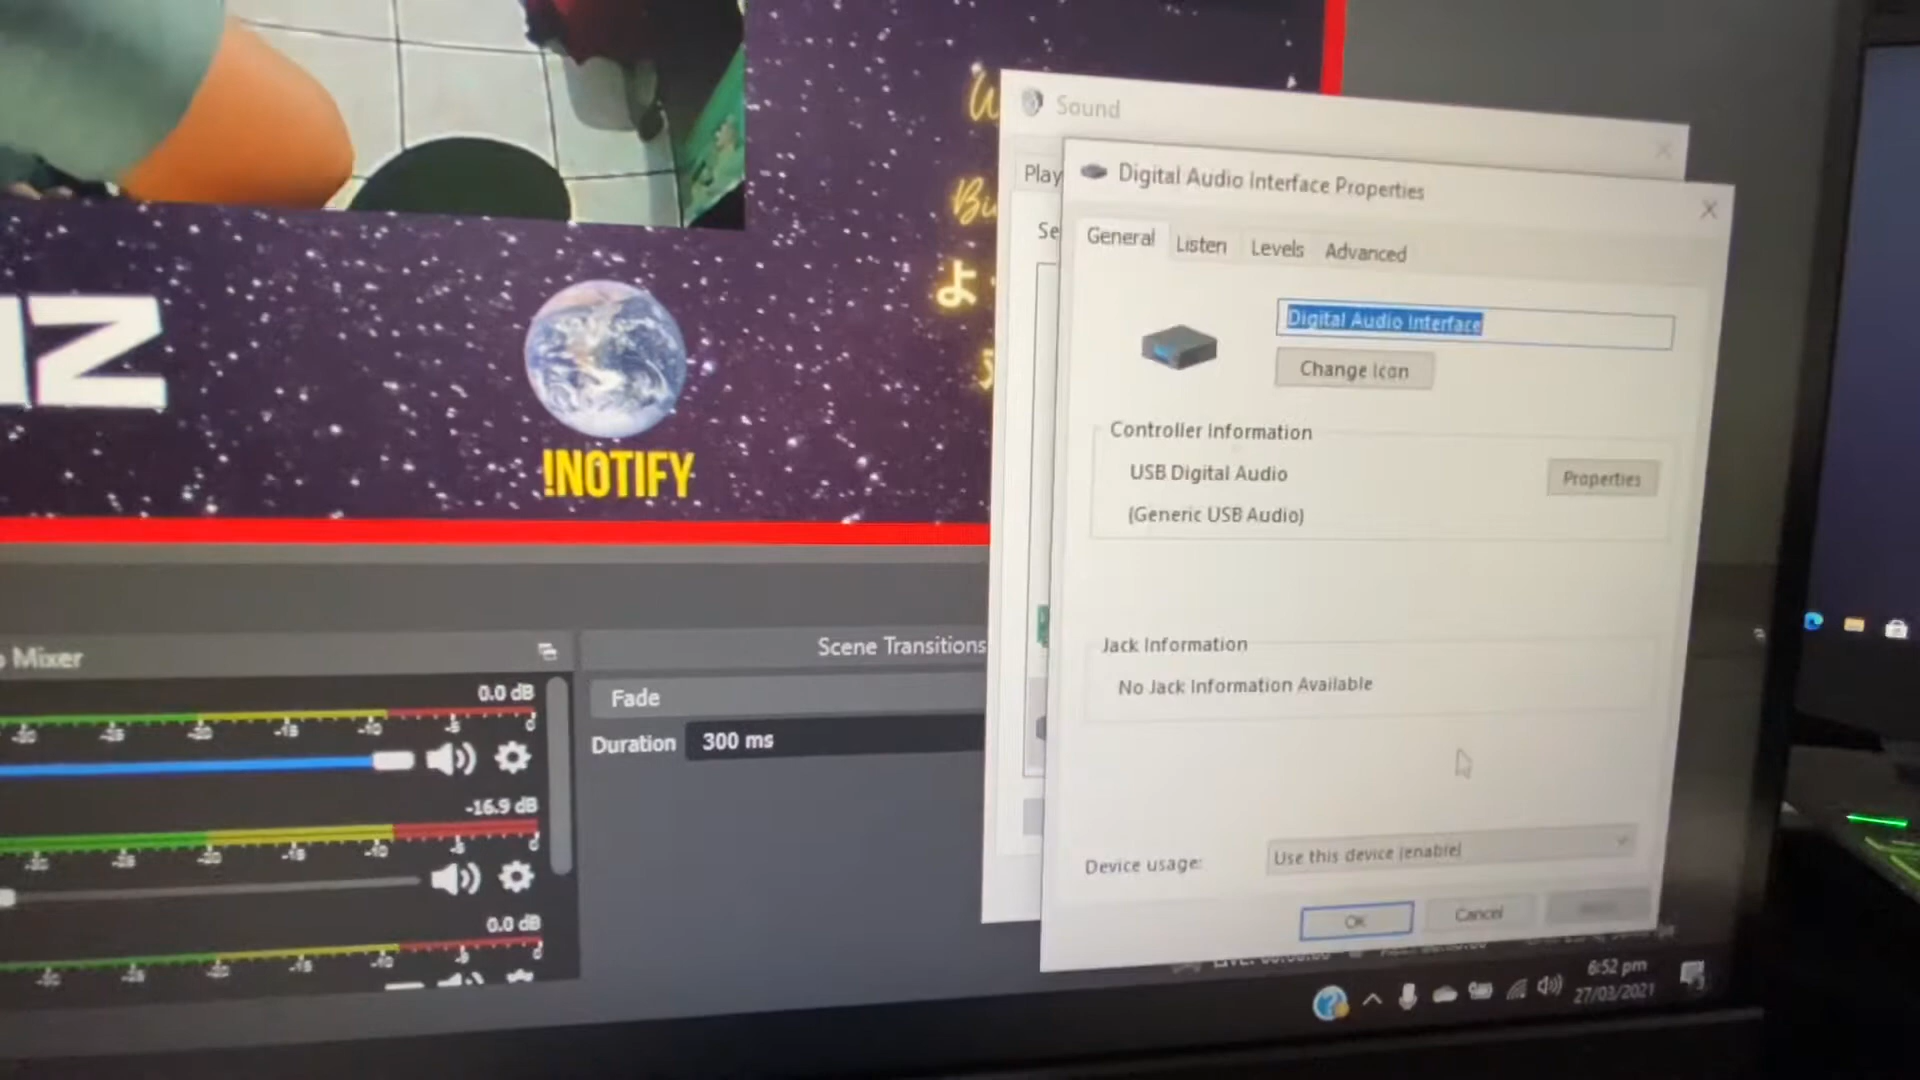 Sound
Play
Digital Audio Interface Properties
Se
General
Listen
Levels
Advanced
Digital Audio Interface
Change Icon
Controller Information
USB Digital Audio
Properties
(Generic USB Audio)
Jack Information
No Jack Information Available
Device usage:
Use this device (enable)
OK
Cancel
よ
NZ
!NOTIFY
Mixer
Scene Transitions
Fade
Duration
300 ms
0.0 dB
-16.9 dB
0.0 dB
6:52 pm
27/03/2021